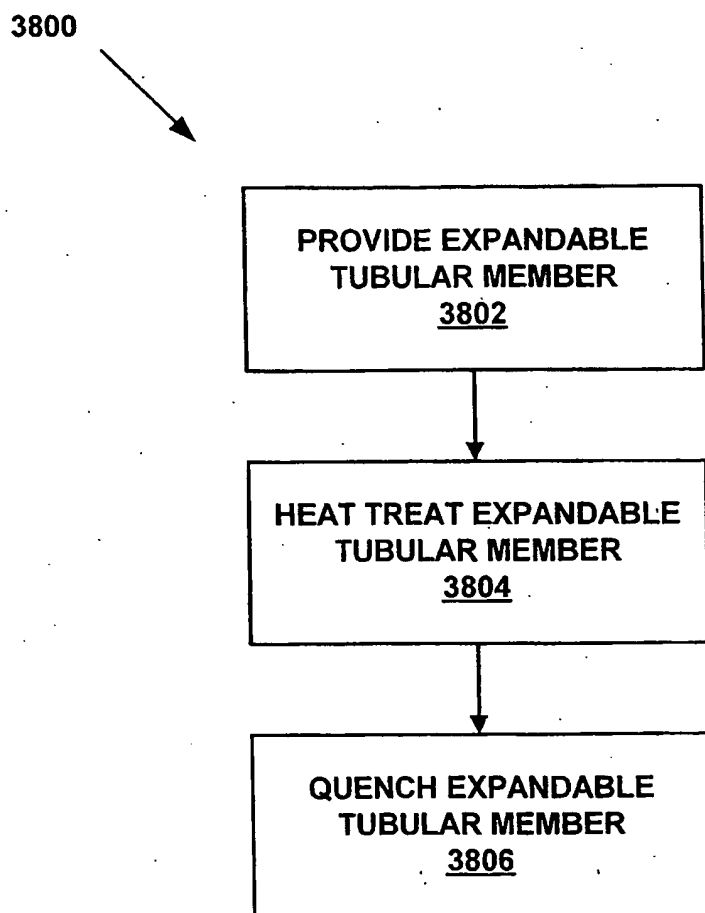 3800
PROVIDE EXPANDABLE
TUBULAR MEMBER
3802
HEAT TREAT EXPANDABLE
TUBULAR MEMBER
3804
QUENCH EXPANDABLE
TUBULAR MEMBER
3806